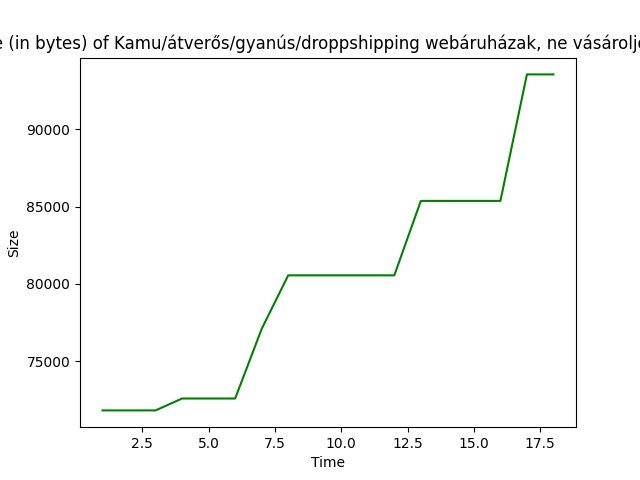 e (in bytes) of Kamu/átverős/gyanús/droppshipping webáruházak, ne vásárolj
90000
85000
80000
75000
Size
2.5 5.0 7.5 10.0 12.5 15.0 17.5
Time